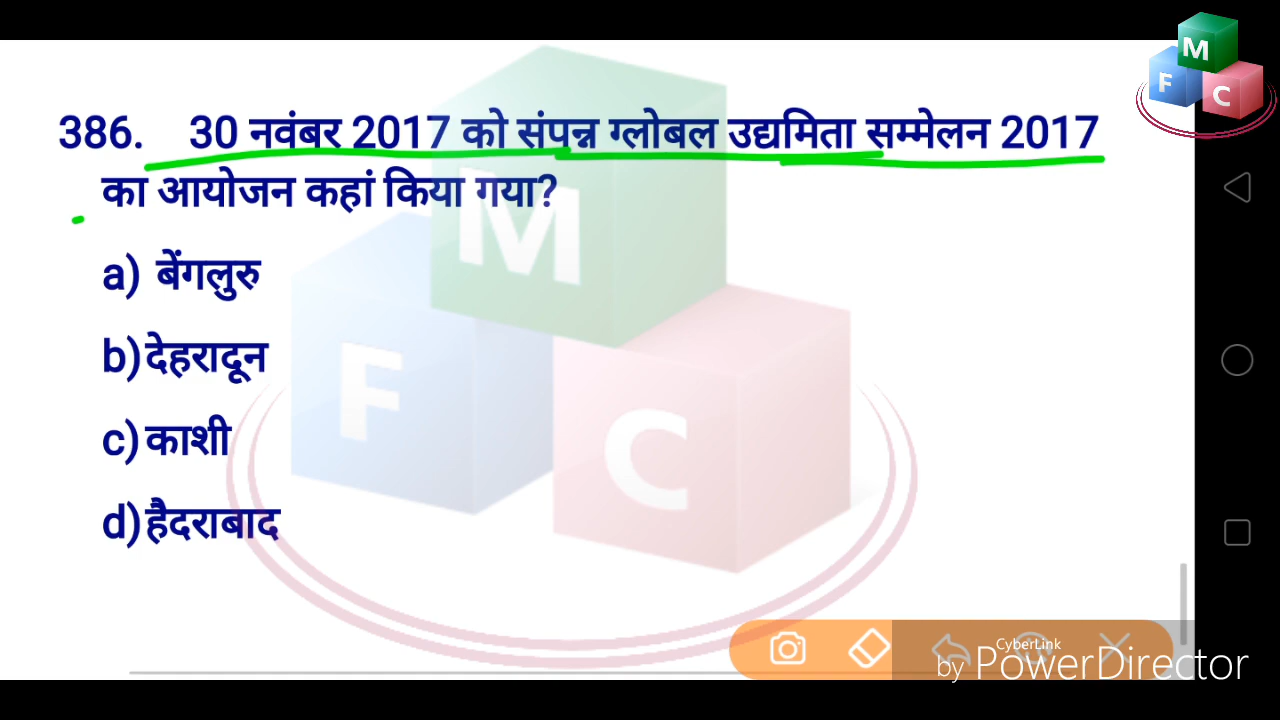 M
F
C
386. 30 नवंबर 2017 को संपन्न ग्लोबल उद्यमिता सम्मेलन 2017
का आयोजन कहां किया गया?
a) बेंगलुरु
b) देहरादून
c) काशी
d) हैदराबाद
M
F
C
CyberLink
by PowerDirector